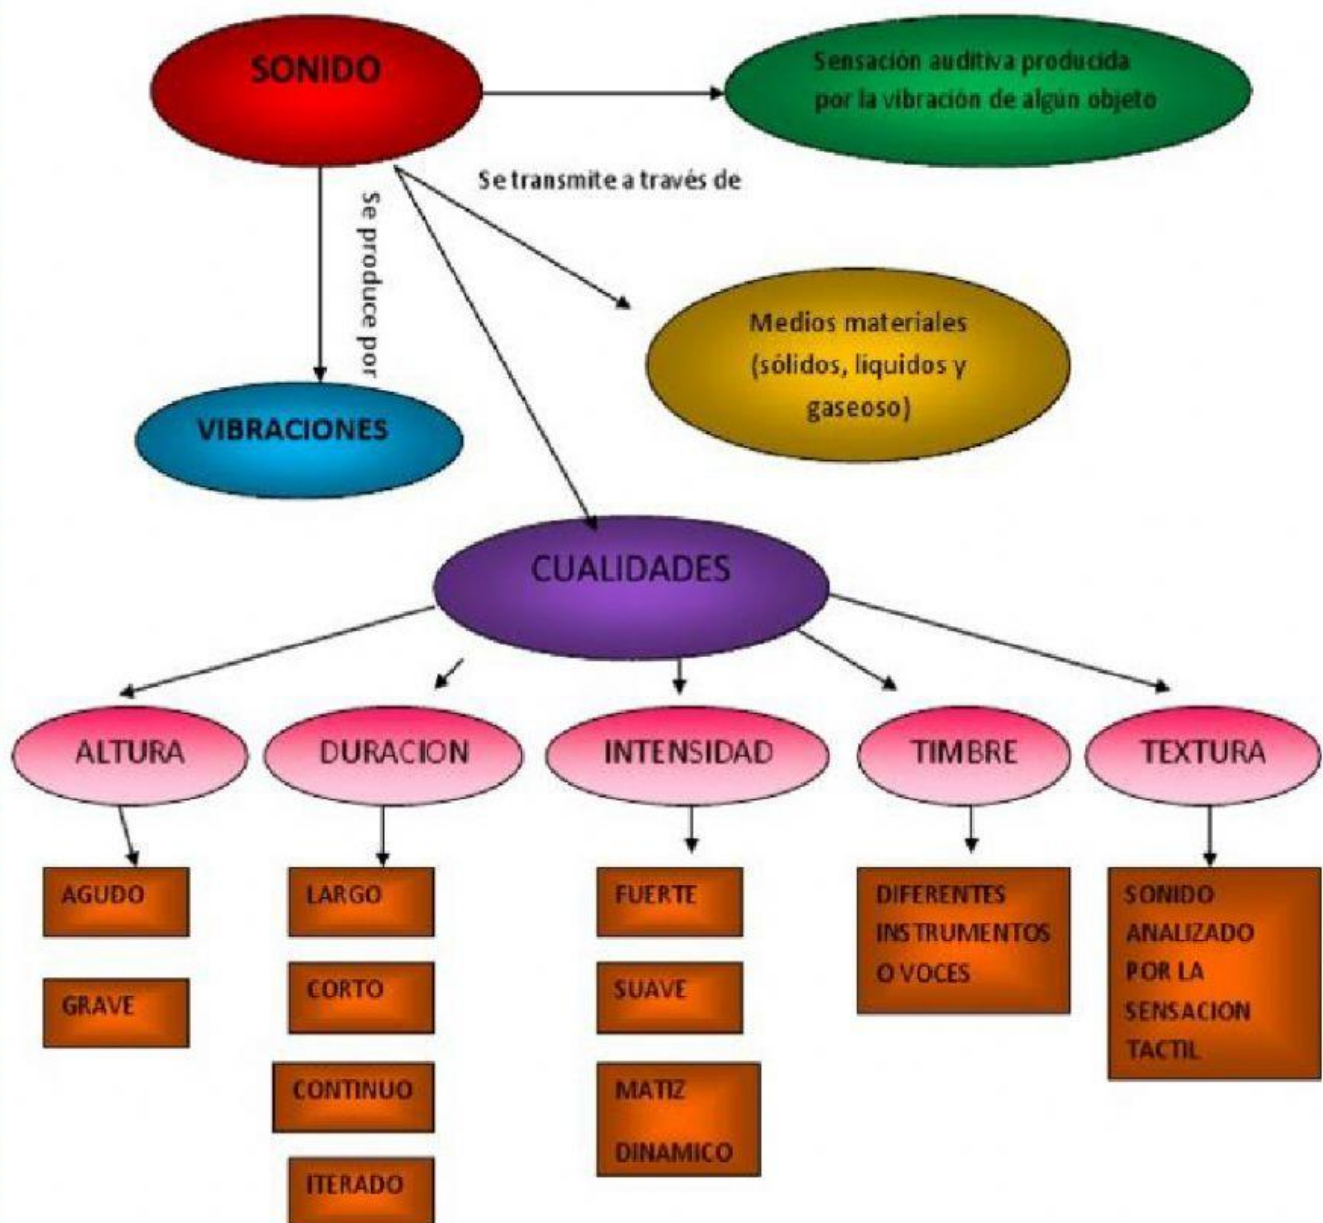 SONIDO
Sensación auditiva producida
por la vibración de algún objeto
Se transmite a través de
Se produce por
Medios materiales
(sólidos, líquidos y
gaseoso)
VIBRACIONES
CUALIDADES
ALTURA
DURACION
INTENSIDAD
TIMBRE
TEXTURA
AGUDO
GRAVE
LARGO
CORTO
CONTINUO
ITERADO
FUERTE
SUAVE
MATIZ
DINAMICO
DIFERENTES
INSTRUMENTOS
O VOCES
SONIDO
ANALIZADO
POR LA
SENSACION
TACTIL